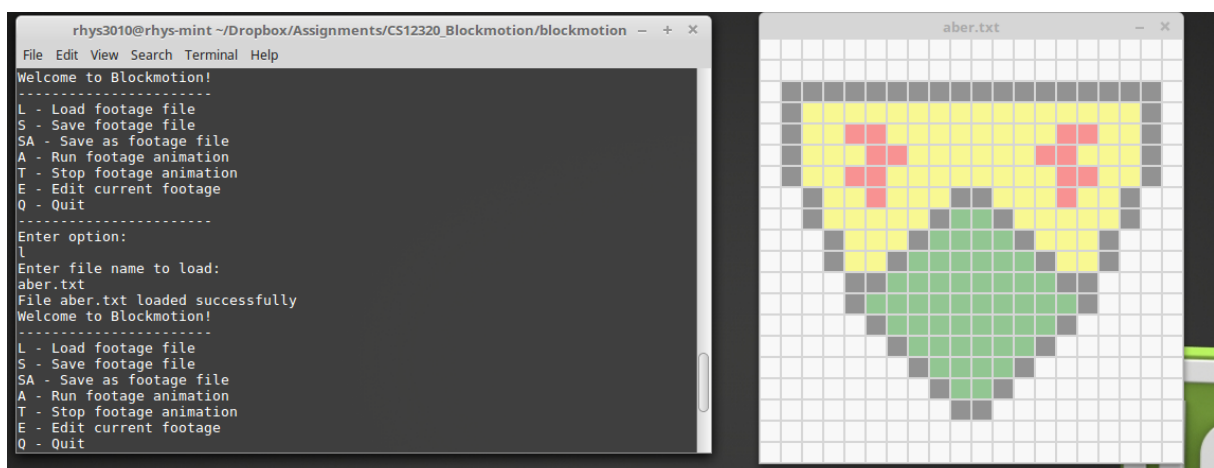 rhys3010@rhys-mint ~/Dropbox/Assignments/CS12320_Blockmotion/blockmotion
File Edit View Search Terminal Help
Welcome to Blockmotion!
-----------------------
L - Load footage file
S - Save footage file
SA - Save as footage file
A - Run footage animation
T - Stop footage animation
E - Edit current footage
Q - Quit
-----------------------
Enter option:
l
Enter file name to load:
aber.txt
File aber.txt loaded successfully
Welcome to Blockmotion!
-----------------------
L - Load footage file
S - Save footage file
SA - Save as footage file
A - Run footage animation
T - Stop footage animation
E - Edit current footage
Q - Quit
aber.txt